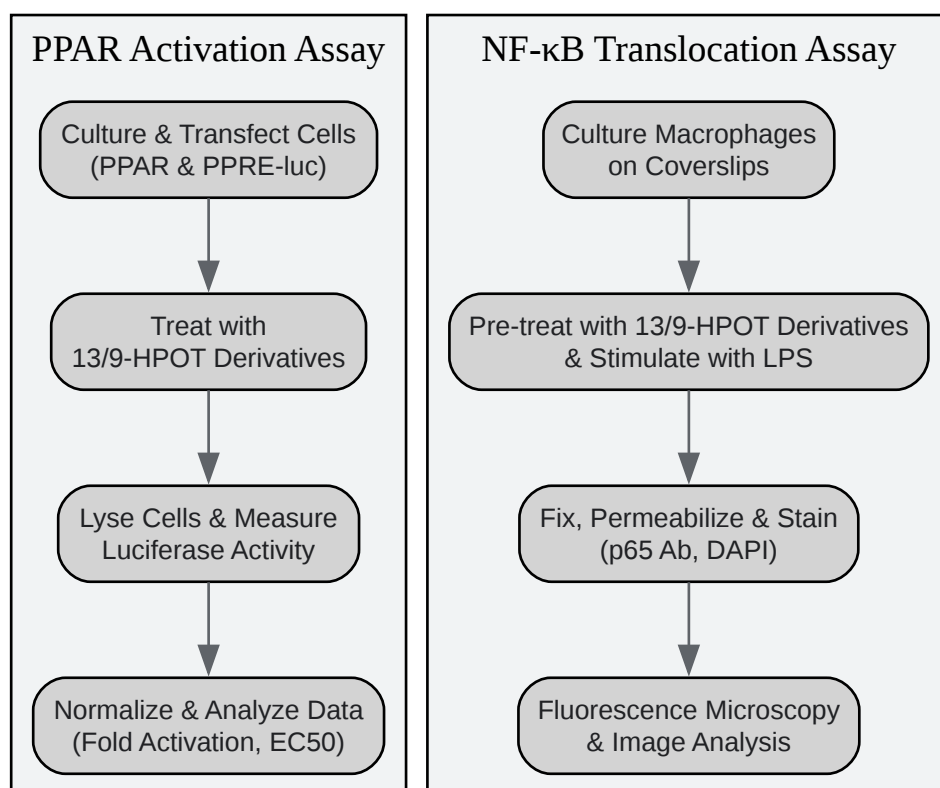 PPAR Activation Assay
Culture & Transfect Cells
(PPAR & PPRE-luc)
Treat with
13/9-HPOT Derivatives
Lyse Cells & Measure
Luciferase Activity
Normalize & Analyze Data
(Fold Activation, EC50)
NF-κB Translocation Assay
Culture Macrophages
on Coverslips
Pre-treat with 13/9-HPOT Derivatives
& Stimulate with LPS
Fix, Permeabilize & Stain
(p65 Ab, DAPI)
Fluorescence Microscopy
& Image Analysis